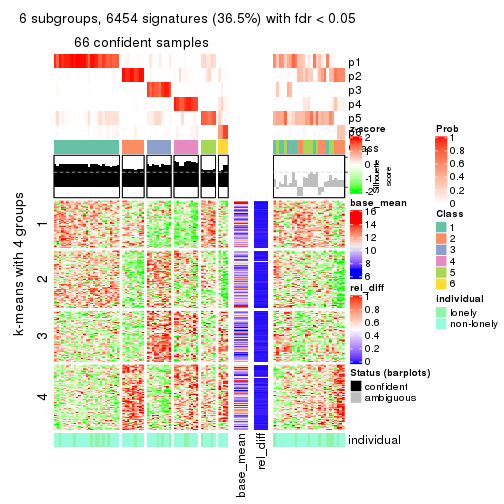 6 subgroups, 6454 signatures (36.5%) with fdr < 0.05
66 confident samples
p1
p2
p3
p4
p5
p6
z-score
2
1
0
-1
-2
Class
Silhouette
score
k-means with 4 groups
1
2
3
4
base_mean
16
14
12
10
8
6
rel_diff
1
0.8
0.6
0.4
0.2
0
Status (barplots)
confident
ambiguous
Prob
1
0.8
0.6
0.4
0.2
0
Class
1
2
3
4
5
6
individual
lonely
non-lonely
individual
base_mean
rel_diff